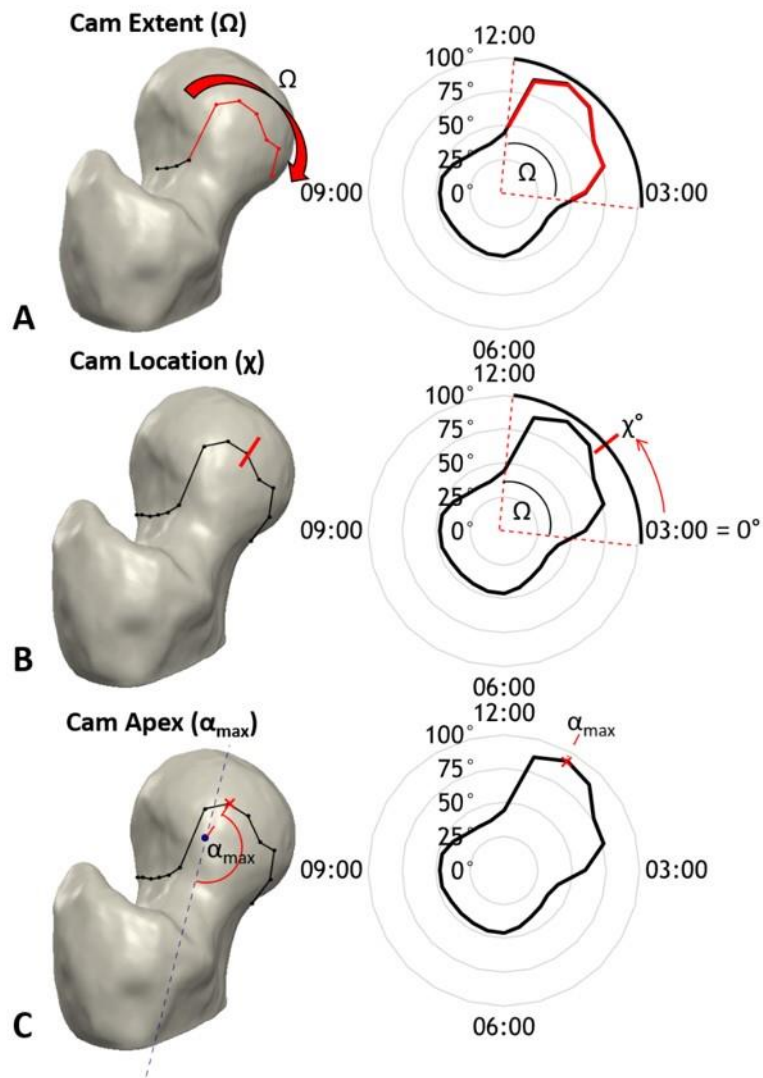 Cam Extent (Ω)
12:00
100°
75°
50°
25°
0°
Ω
Ω
09:00
03:00
A
06:00
Cam Location (χ)
12:00
100°
75°
50°
25°
0°
χ°
Ω
09:00
03:00 = 0°
B
06:00
Cam Apex (αmax)
12:00
100°
75°
50°
25°
0°
αmax
αmax
09:00
03:00
C
06:00